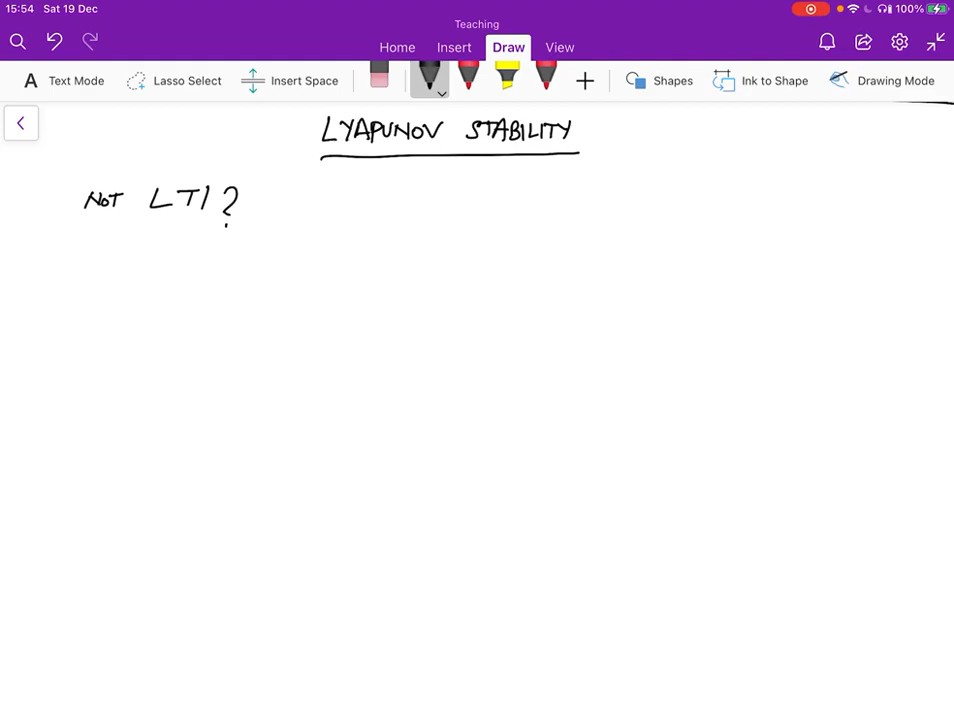 15:54 Sat 19 Dec
100%
Teaching
Home Insert Draw View
Text Mode Lasso Select Insert Space Shapes Ink to Shape Drawing Mode
LYAPUNOV STABILITY
NOT LTI?